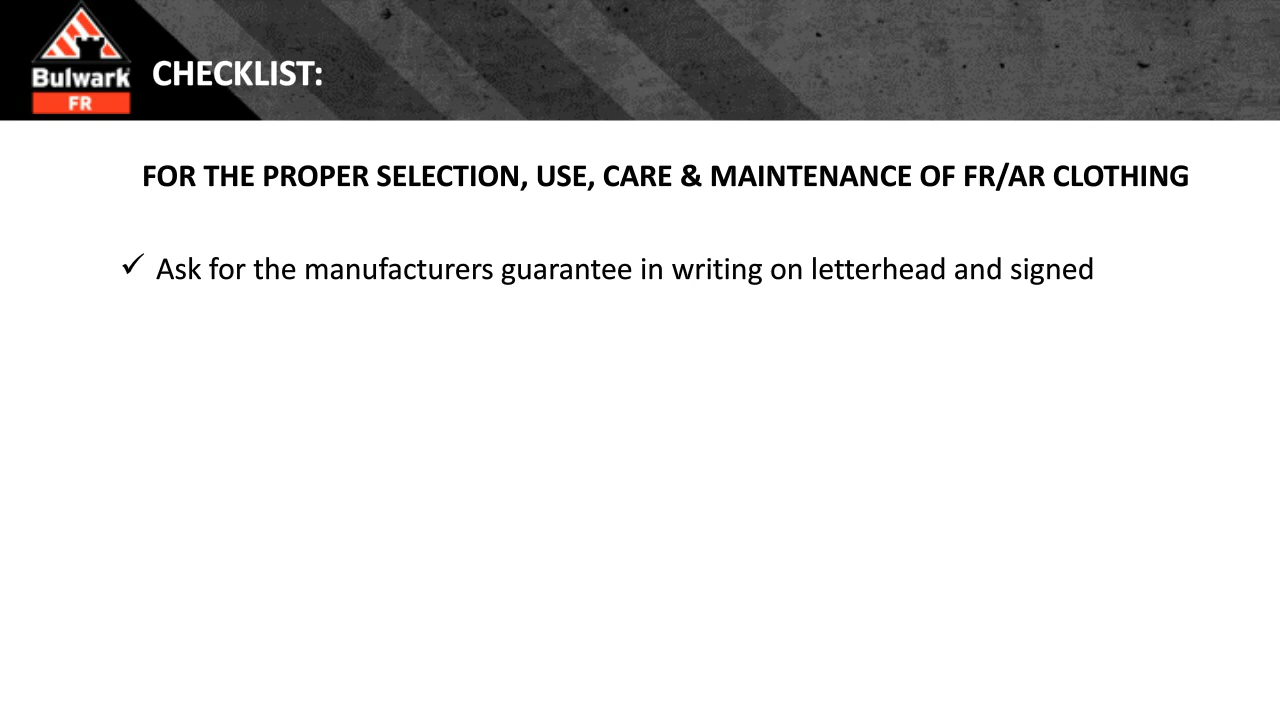 Bulwark
FR
CHECKLIST:
FOR THE PROPER SELECTION, USE, CARE & MAINTENANCE OF FR/AR CLOTHING
✓ Ask for the manufacturers guarantee in writing on letterhead and signed